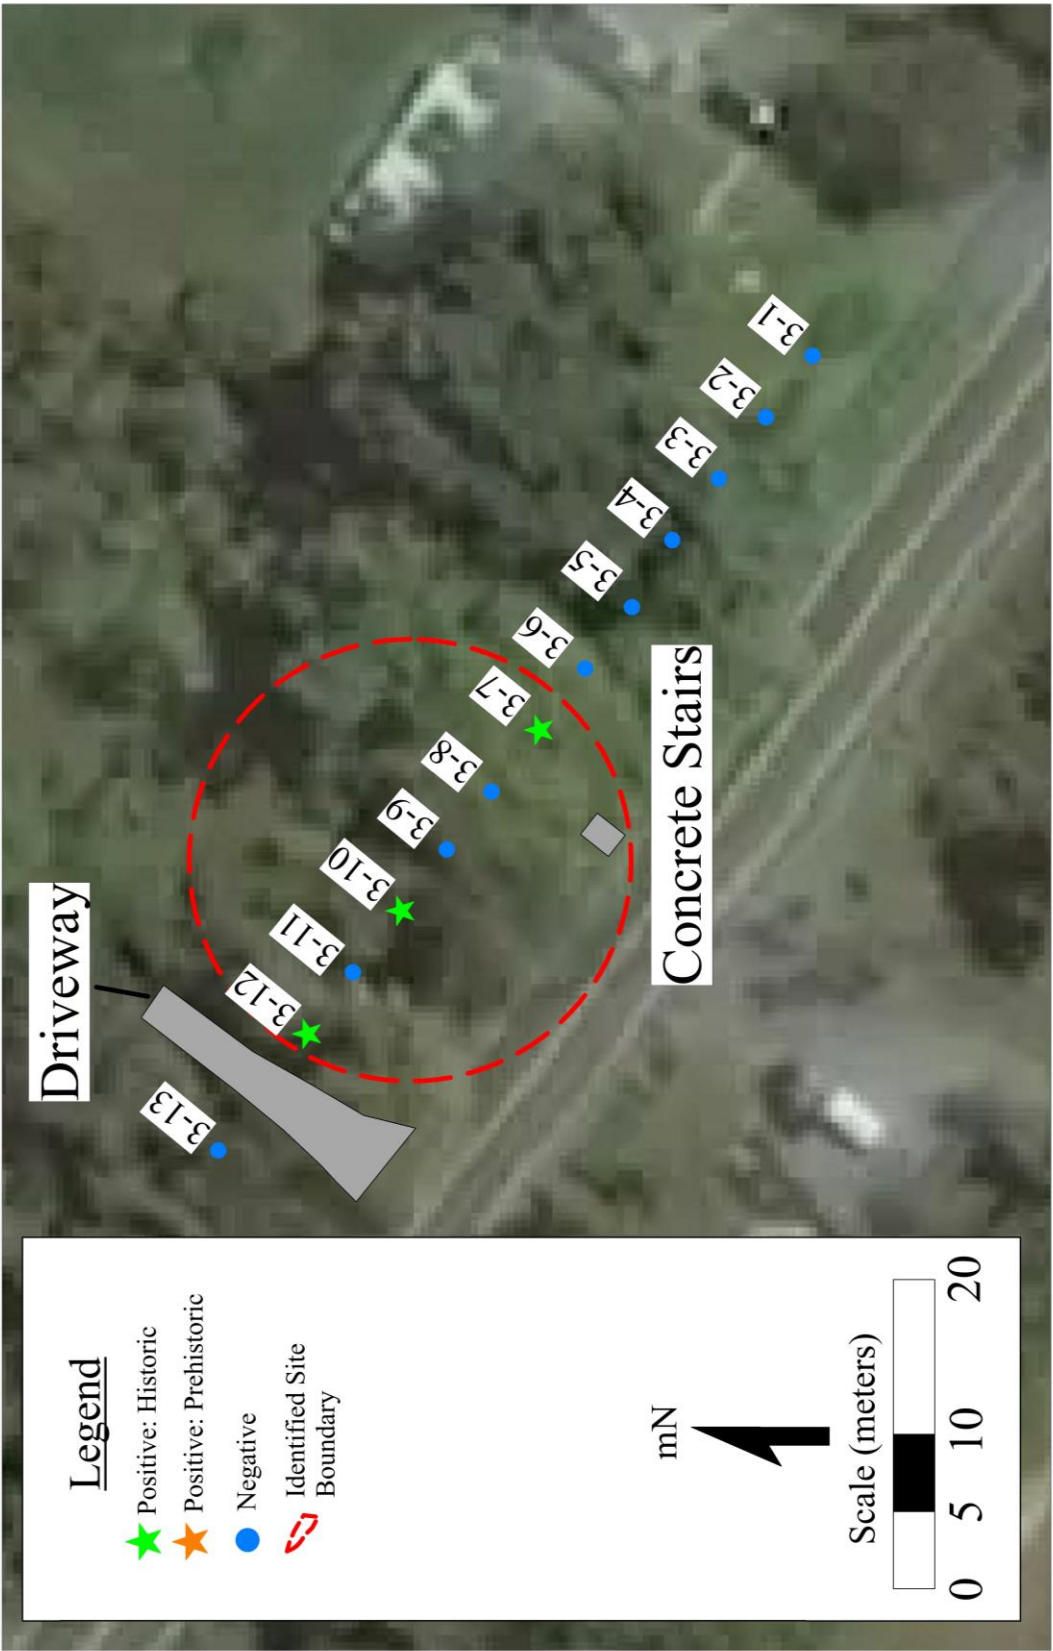 Legend
Positive: Historic
Positive: Prehistoric
Negative
Identified Site
Boundary
mN
Scale (meters)
0 5 10 20
Driveway
Concrete Stairs
3-13
3-12
3-11
3-10
3-9
3-8
3-7
3-6
3-5
3-4
3-3
3-2
3-1